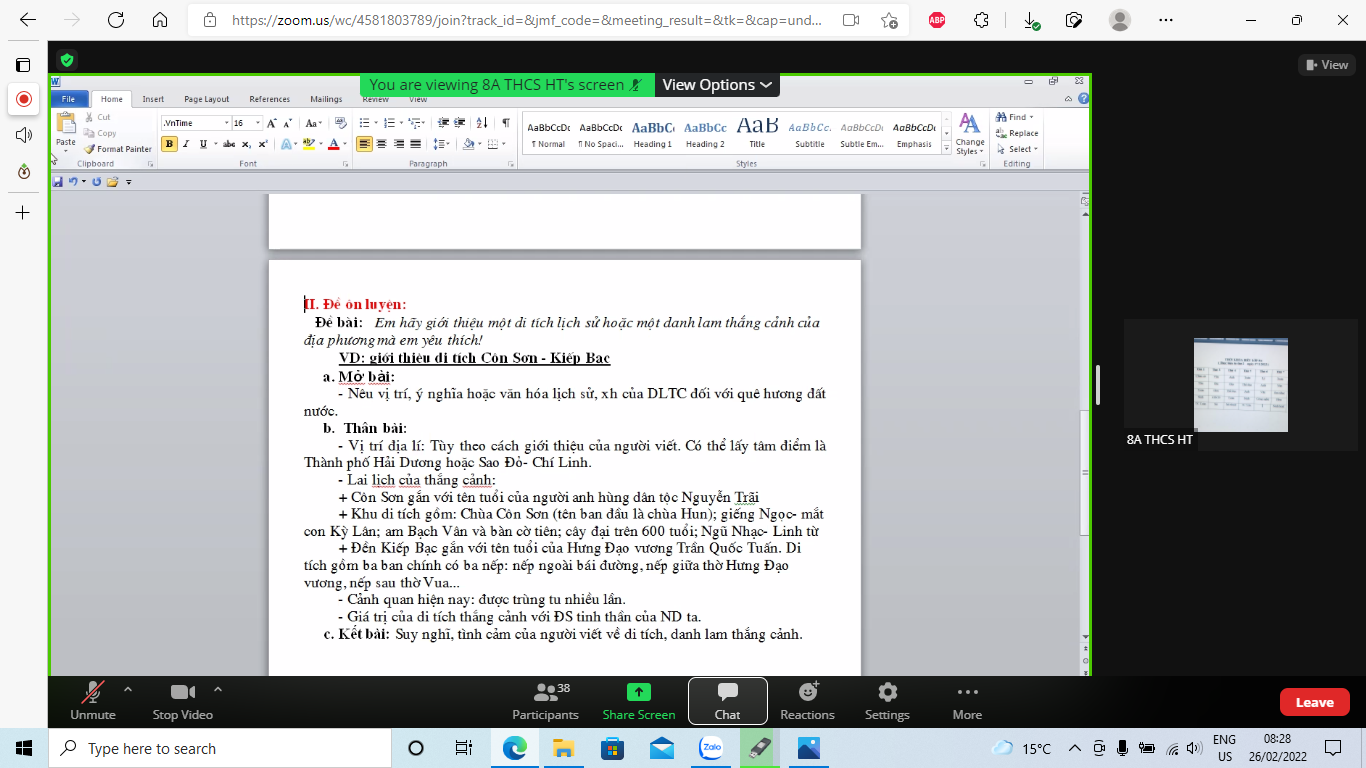 https://zoom.us/wc/4581803789/join?track_id=&jmf_code=&meeting_result=&tk=&cap=und...
ABP
View
You are viewing 8A THCS HT's screen
View Options
W
File Home Insert Page Layout References Mailings Review View
Paste
Cut
Copy
Format Painter
Clipboard
.VnTime 16
B I U abc
Font
Paragraph
AaBbCcDc AaBbCcDc AaBbC AaBbCc AaB AaBbCc. AaBbCcDc AaBbCcDc
¶ Normal ¶ No Spaci... Heading 1 Heading 2 Title Subtitle Subtle Em... Emphasis
Change Styles
Styles
Find
Replace
Select
Editing
II. Đề ôn luyện:
Đề bài: Em hãy giới thiệu một di tích lịch sử hoặc một danh lam thắng cảnh của
địa phương mà em yêu thích!
VD: giới thiệu di tích Côn Sơn - Kiếp Bạc
a. Mở bài:
- Nêu vị trí, ý nghĩa hoặc văn hóa lịch sử, xh của DLTC đối với quê hương đất
nước.
b. Thân bài:
- Vị trí địa lí: Tùy theo cách giới thiệu của người viết. Có thể lấy tâm điểm là
Thành phố Hải Dương hoặc Sao Đỏ- Chí Linh.
- Lai lịch của thắng cảnh:
+ Côn Sơn gắn với tên tuổi của người anh hùng dân tộc Nguyễn Trãi
+ Khu di tích gồm: Chùa Côn Sơn (tên ban đầu là chùa Hun); giếng Ngọc- mắt
con Kỳ Lân; am Bạch Vân và bàn cờ tiên; cây đại trên 600 tuổi; Ngũ Nhạc- Linh từ
+ Đền Kiếp Bạc gắn với tên tuổi của Hưng Đạo vương Trần Quốc Tuấn. Di
tích gồm ba ban chính có ba nếp: nếp ngoài bái đường, nếp giữa thờ Hưng Đạo
vương, nếp sau thờ Vua...
- Cảnh quan hiện nay: được trùng tu nhiều lần.
- Giá trị của di tích thắng cảnh với ĐS tinh thần của ND ta.
c. Kết bài: Suy nghĩ, tình cảm của người viết về di tích, danh lam thắng cảnh.
8A THCS HT
Unmute
Stop Video
38
Participants
Share Screen
Chat
Reactions
Settings
More
Leave
Type here to search
Zalo
15°C
ENG
US
08:28
26/02/2022